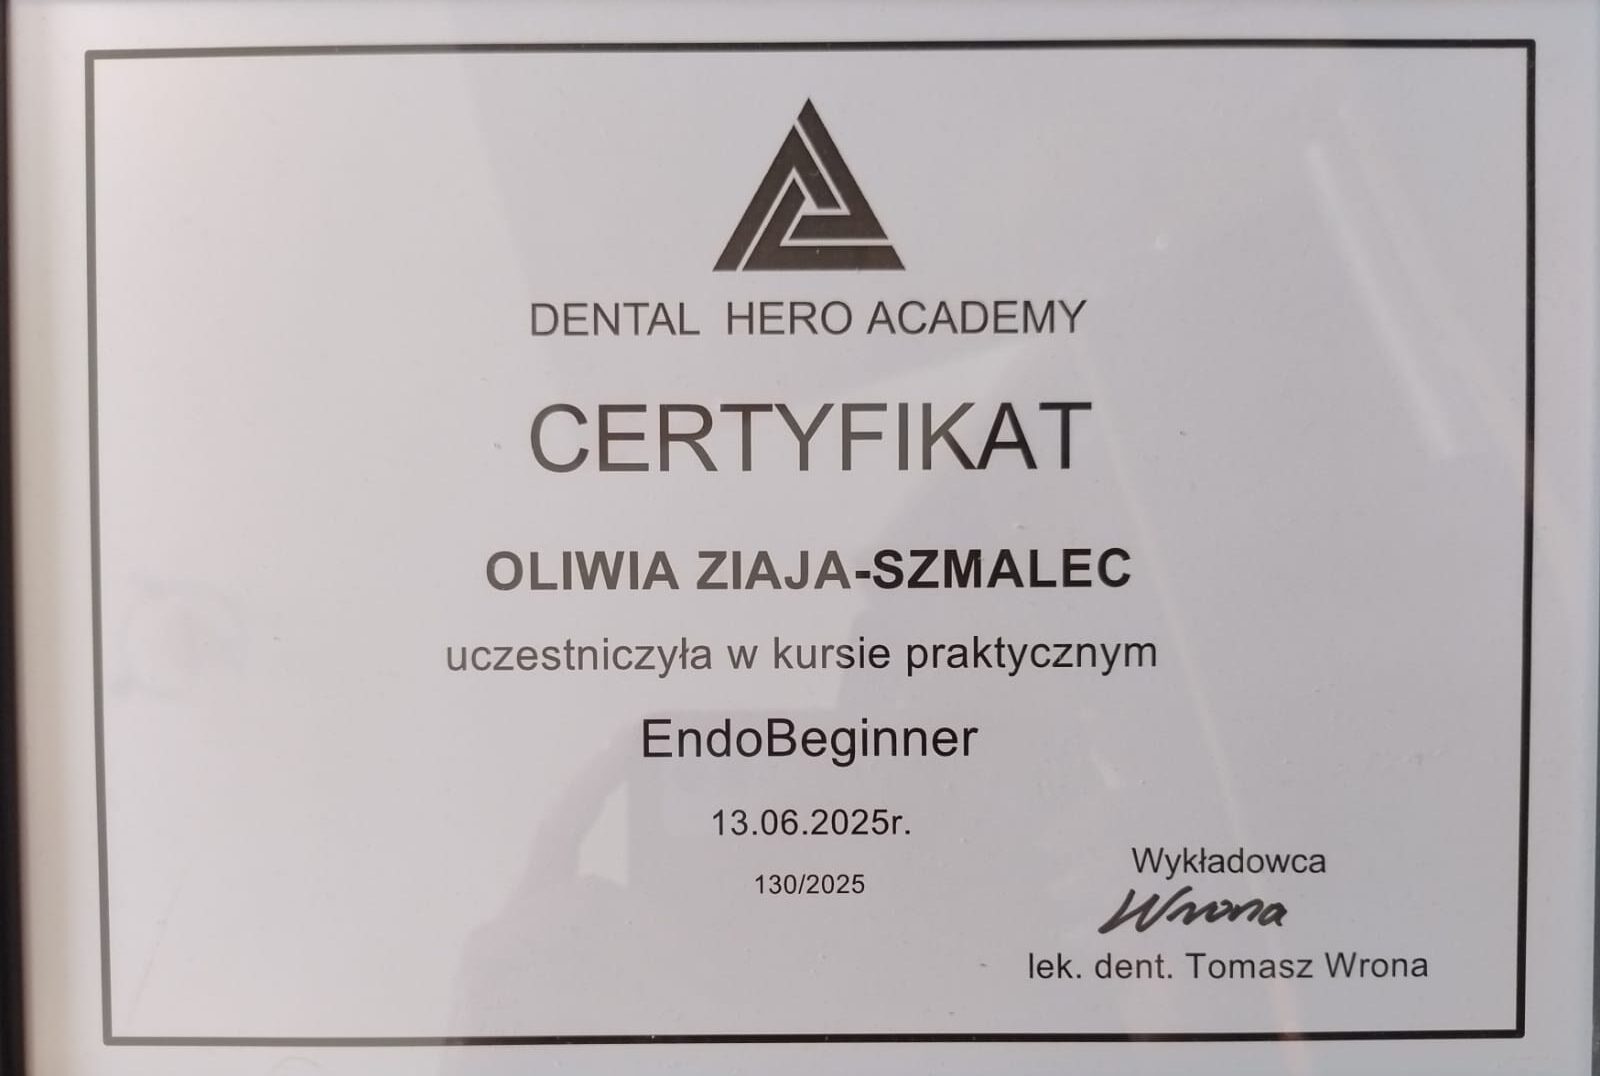 DENTAL HERO ACADEMY
CERTYFIKAT
OLIWIA ZIAJA-SZMALEC
uczestniczyła w kursie praktycznym
EndoBeginner
13.06.2025r.
130/2025
Wykładowca
Wrona
lek. dent. Tomasz Wrona